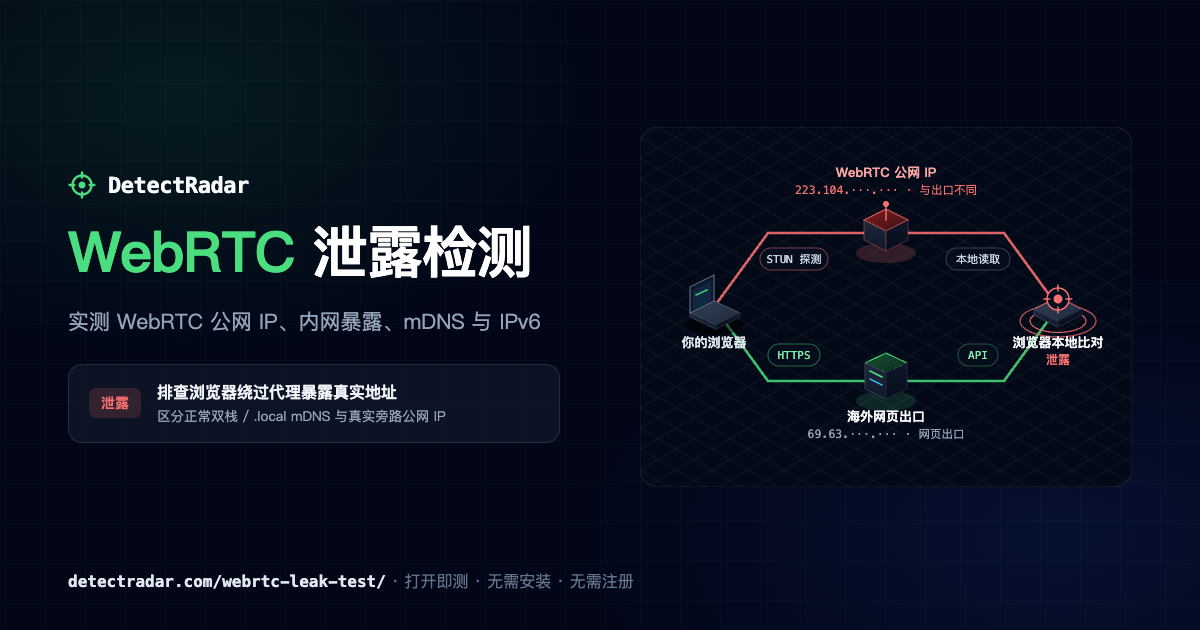 DetectRadar
WebRTC 泄露检测
实测 WebRTC 公网 IP、内网暴露、mDNS 与 IPv6
泄露
排查浏览器绕过代理暴露真实地址
区分正常双栈 / .local mDNS 与真实旁路公网 IP
WebRTC 公网 IP
223.104.···.··· · 与出口不同
STUN 探测
本地读取
你的浏览器
浏览器本地比对
泄露
HTTPS
API
海外网页出口
69.63.···.··· · 网页出口
detectradar.com/webrtc-leak-test/ · 打开即测 · 无需安装 · 无需注册